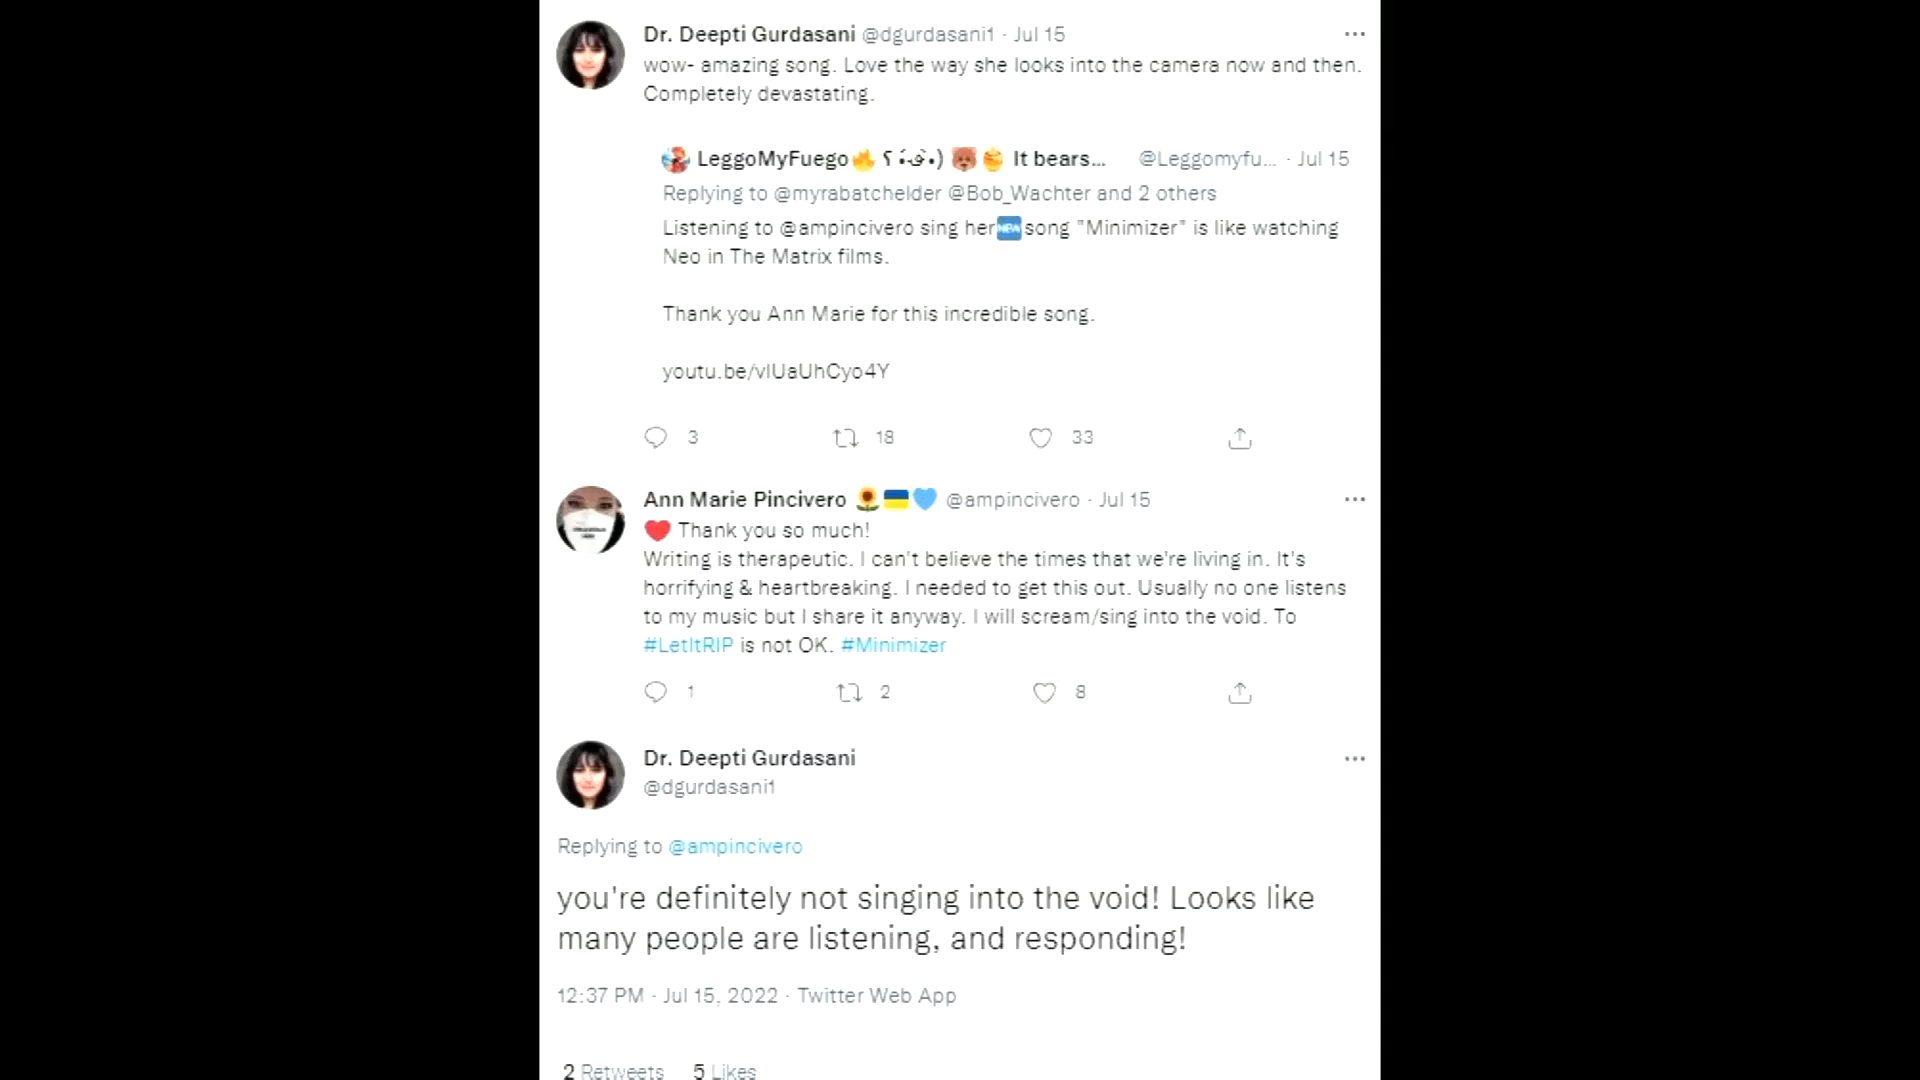 Dr. Deepti Gurdasani @dgurdasani1 · Jul 15
wow- amazing song. Love the way she looks into the camera now and then.
Completely devastating.
LeggoMyFuego🔥 ʕ •́؈•̀) 🐻 🍯 It bears... @Leggomyfu... · Jul 15
Replying to @myrabatchelder @Bob_Wachter and 2 others
Listening to @ampincivero sing her🆕song "Minimizer" is like watching
Neo in The Matrix films.
Thank you Ann Marie for this incredible song.
youtu.be/vIUaUhCyo4Y
3 18 33
Ann Marie Pincivero 🌻🇺🇦💙 @ampincivero · Jul 15
❤️ Thank you so much!
Writing is therapeutic. I can't believe the times that we're living in. It's
horrifying & heartbreaking. I needed to get this out. Usually no one listens
to my music but I share it anyway. I will scream/sing into the void. To
#LetItRIP is not OK. #Minimizer
1 2 8
Dr. Deepti Gurdasani
@dgurdasani1
Replying to @ampincivero
you're definitely not singing into the void! Looks like
many people are listening, and responding!
12:37 PM · Jul 15, 2022 · Twitter Web App
2 Retweets 5 Likes